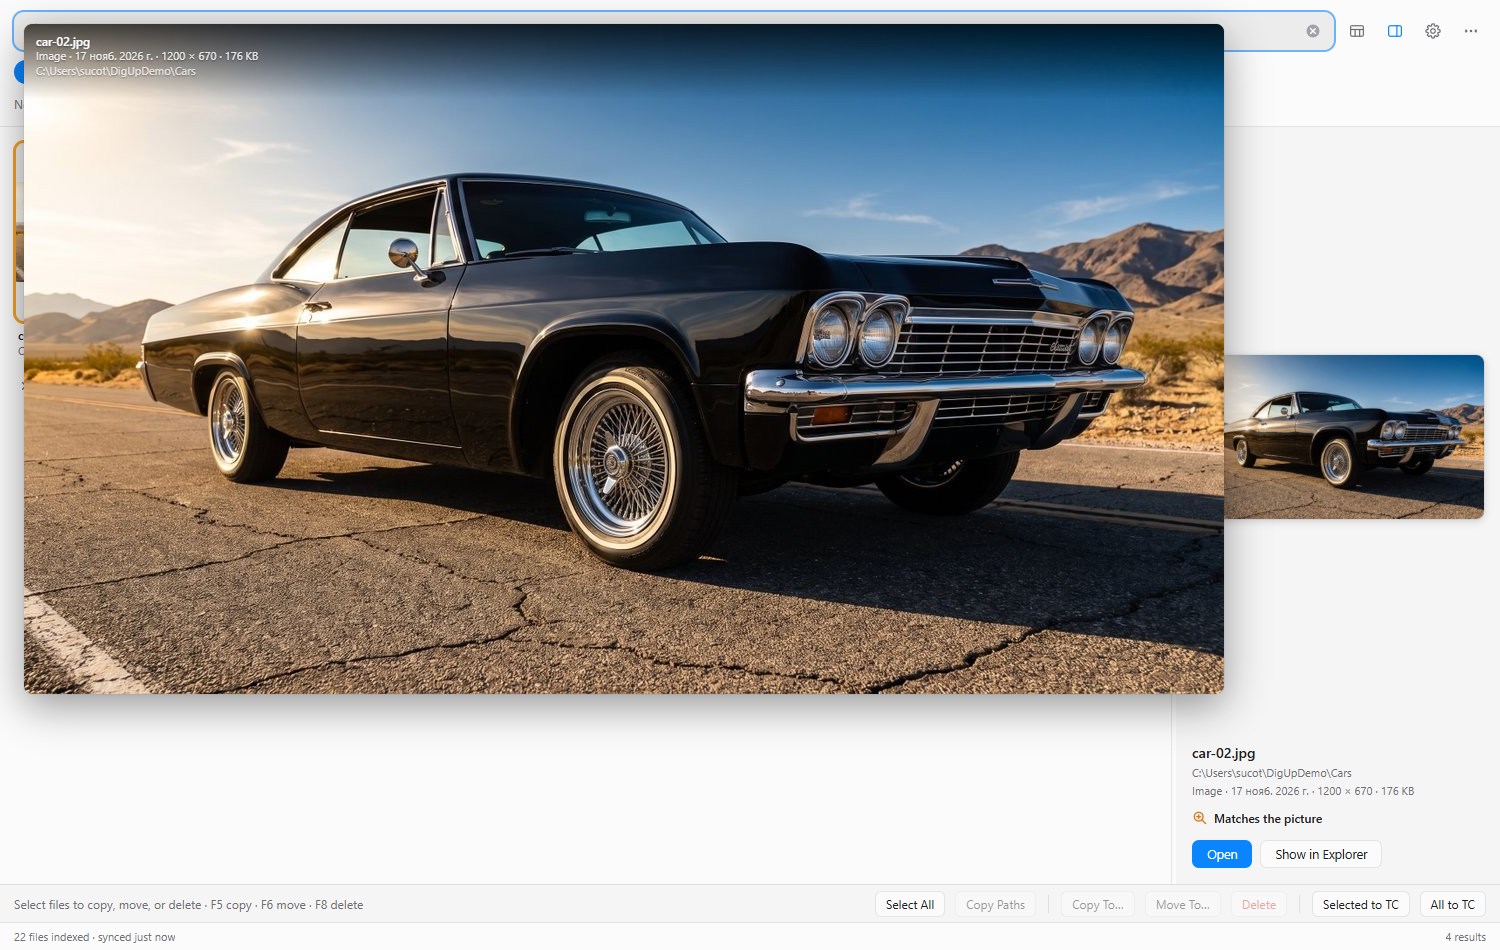 car-02.jpg
Image · 17 нояб. 2026 г. · 1200 × 670 · 176 KB
C:\Users\sucot\DigUpDemo\Cars
car-02.jpg
C:\Users\sucot\DigUpDemo\Cars
Image · 17 нояб. 2026 г. · 1200 × 670 · 176 KB
Matches the picture
Open
Show in Explorer
Select files to copy, move, or delete · F5 copy · F6 move · F8 delete
Select All
Copy Paths
Copy To...
Move To...
Delete
Selected to TC
All to TC
22 files indexed · synced just now
4 results